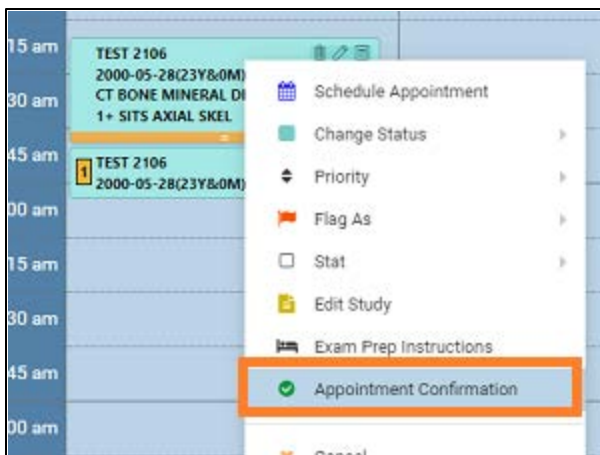 15 am
TEST 2106
2000-05-28(23Y&0M)
30 am
CT BONE MINERAL DI
1+ SITS AXIAL SKEL
45 am
1
TEST 2106
2000-05-28(23Y&0M)
00 am
15 am
30 am
45 am
00 am
Schedule Appointment
Change Status
Priority
Flag As
Stat
Edit Study
Exam Prep Instructions
Appointment Confirmation
Cancel